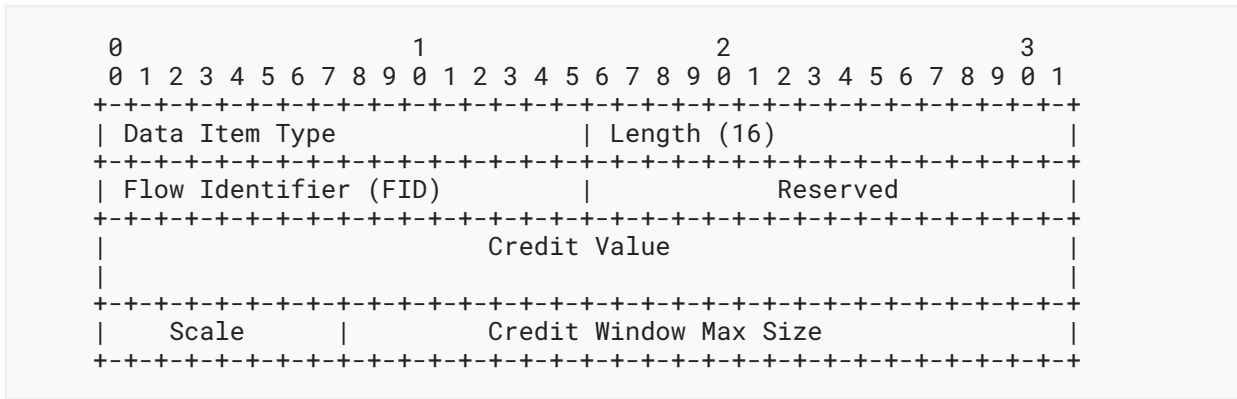 0                   1                   2                   3
 0 1 2 3 4 5 6 7 8 9 0 1 2 3 4 5 6 7 8 9 0 1 2 3 4 5 6 7 8 9 0 1
+-+-+-+-+-+-+-+-+-+-+-+-+-+-+-+-+-+-+-+-+-+-+-+-+-+-+-+-+-+-+-+-+
| Data Item Type                | Length (16)                   |
+-+-+-+-+-+-+-+-+-+-+-+-+-+-+-+-+-+-+-+-+-+-+-+-+-+-+-+-+-+-+-+-+
| Flow Identifier (FID)         |            Reserved           |
+-+-+-+-+-+-+-+-+-+-+-+-+-+-+-+-+-+-+-+-+-+-+-+-+-+-+-+-+-+-+-+-+
|                         Credit Value                          |
|                                                               |
+-+-+-+-+-+-+-+-+-+-+-+-+-+-+-+-+-+-+-+-+-+-+-+-+-+-+-+-+-+-+-+-+
|    Scale      |         Credit Window Max Size                |
+-+-+-+-+-+-+-+-+-+-+-+-+-+-+-+-+-+-+-+-+-+-+-+-+-+-+-+-+-+-+-+-+